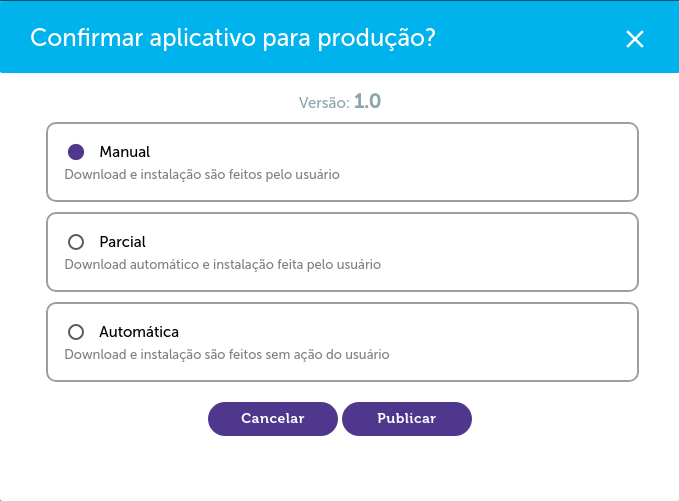 Confirmar aplicativo para produção?
Versão: 1.0
Manual
Download e instalação são feitos pelo usuário
Parcial
Download automático e instalação feita pelo usuário
Automática
Download e instalação são feitos sem ação do usuário
Cancelar Publicar